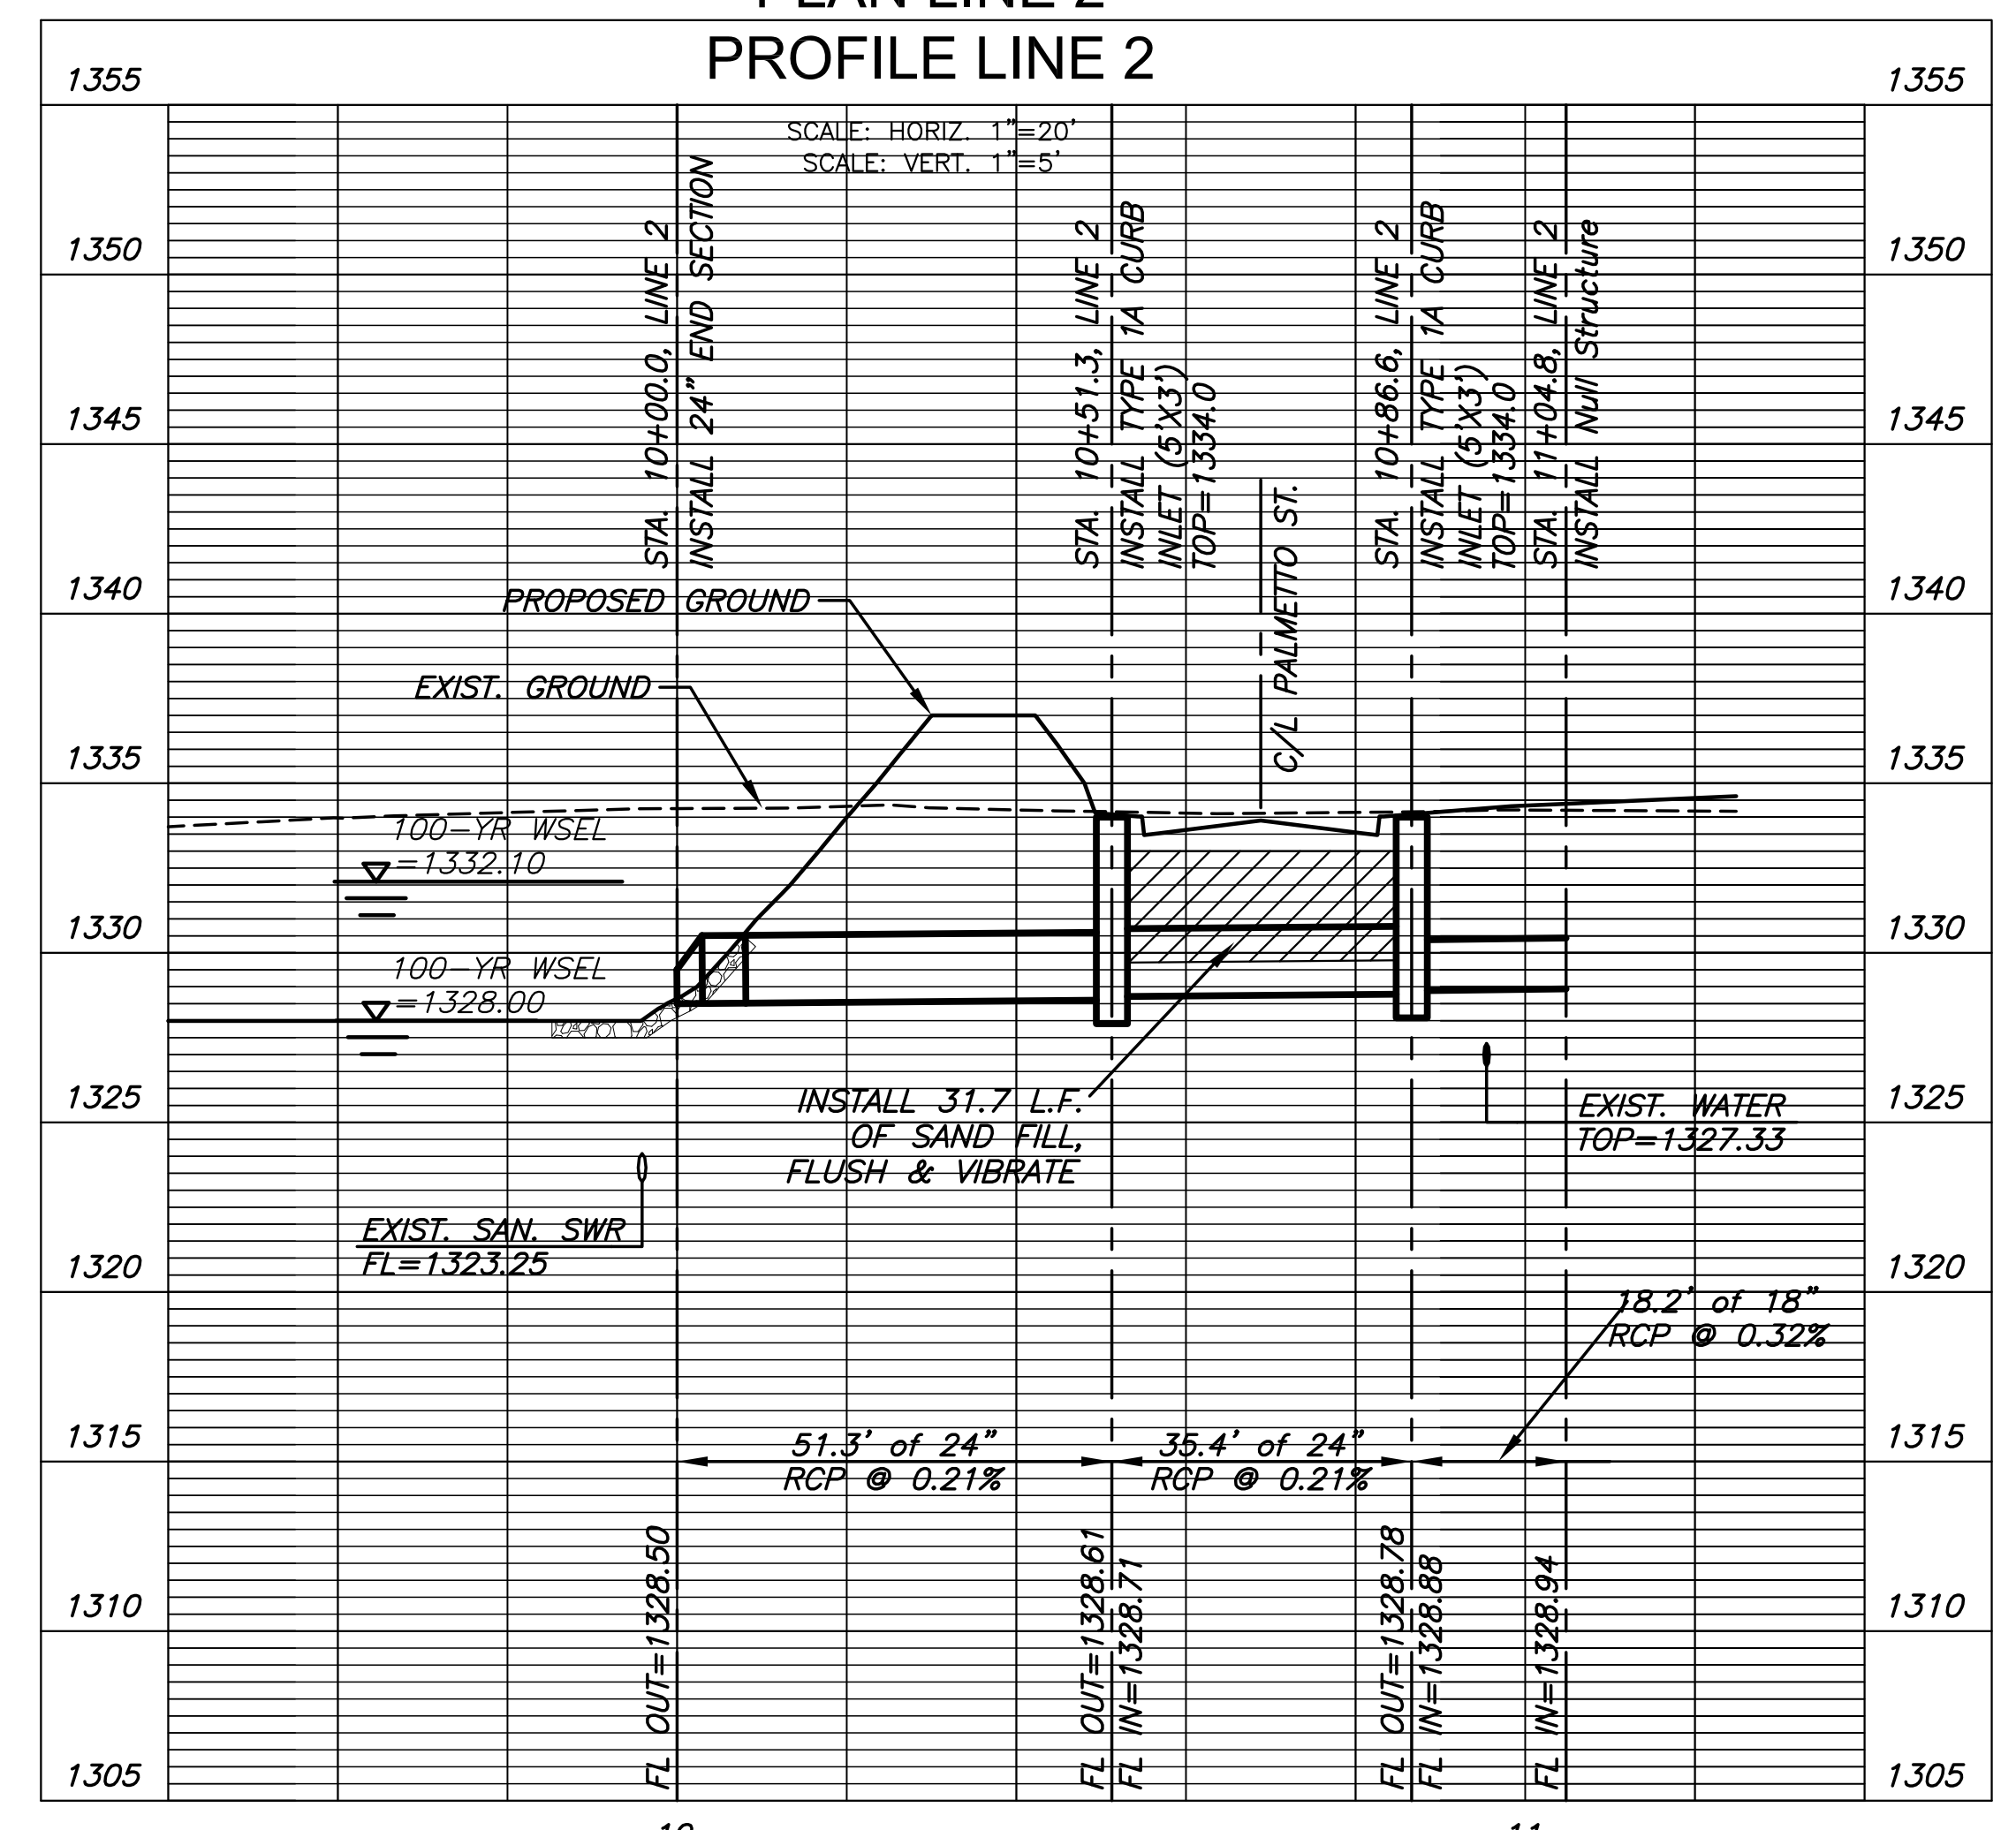 PLAN LINE 2
PROFILE LINE 2
1355
1355
SCALE: HORIZ. 1"=20'
SCALE: VERT. 1"=5'
1350
1350
1345
1345
1340
1340
1335
1335
1330
1330
1325
1325
1320
1320
1315
1315
1310
1310
1305
1305
STA. 10+00.0, LINE 2
INSTALL 24" END SECTION
STA. 10+51.3, LINE 2
INSTALL TYPE 1A CURB
INLET (5'X3')
TOP=1334.0
C/L PALMETTO ST.
STA. 10+86.6, LINE 2
INSTALL TYPE 1A CURB
INLET (5'X3')
TOP=1334.0
STA. 11+04.8, LINE 2
INSTALL Null Structure
PROPOSED GROUND
EXIST. GROUND
100-YR WSEL
=1332.10
100-YR WSEL
=1328.00
INSTALL 31.7 L.F.
OF SAND FILL,
FLUSH & VIBRATE
EXIST. WATER
TOP=1327.33
EXIST. SAN. SWR
FL=1323.25
18.2' of 18"
RCP @ 0.32%
51.3' of 24"
RCP @ 0.21%
35.4' of 24"
RCP @ 0.21%
FL OUT=1328.50
FL OUT=1328.61
FL IN=1328.71
FL OUT=1328.78
FL IN=1328.88
FL IN=1328.94
10
11